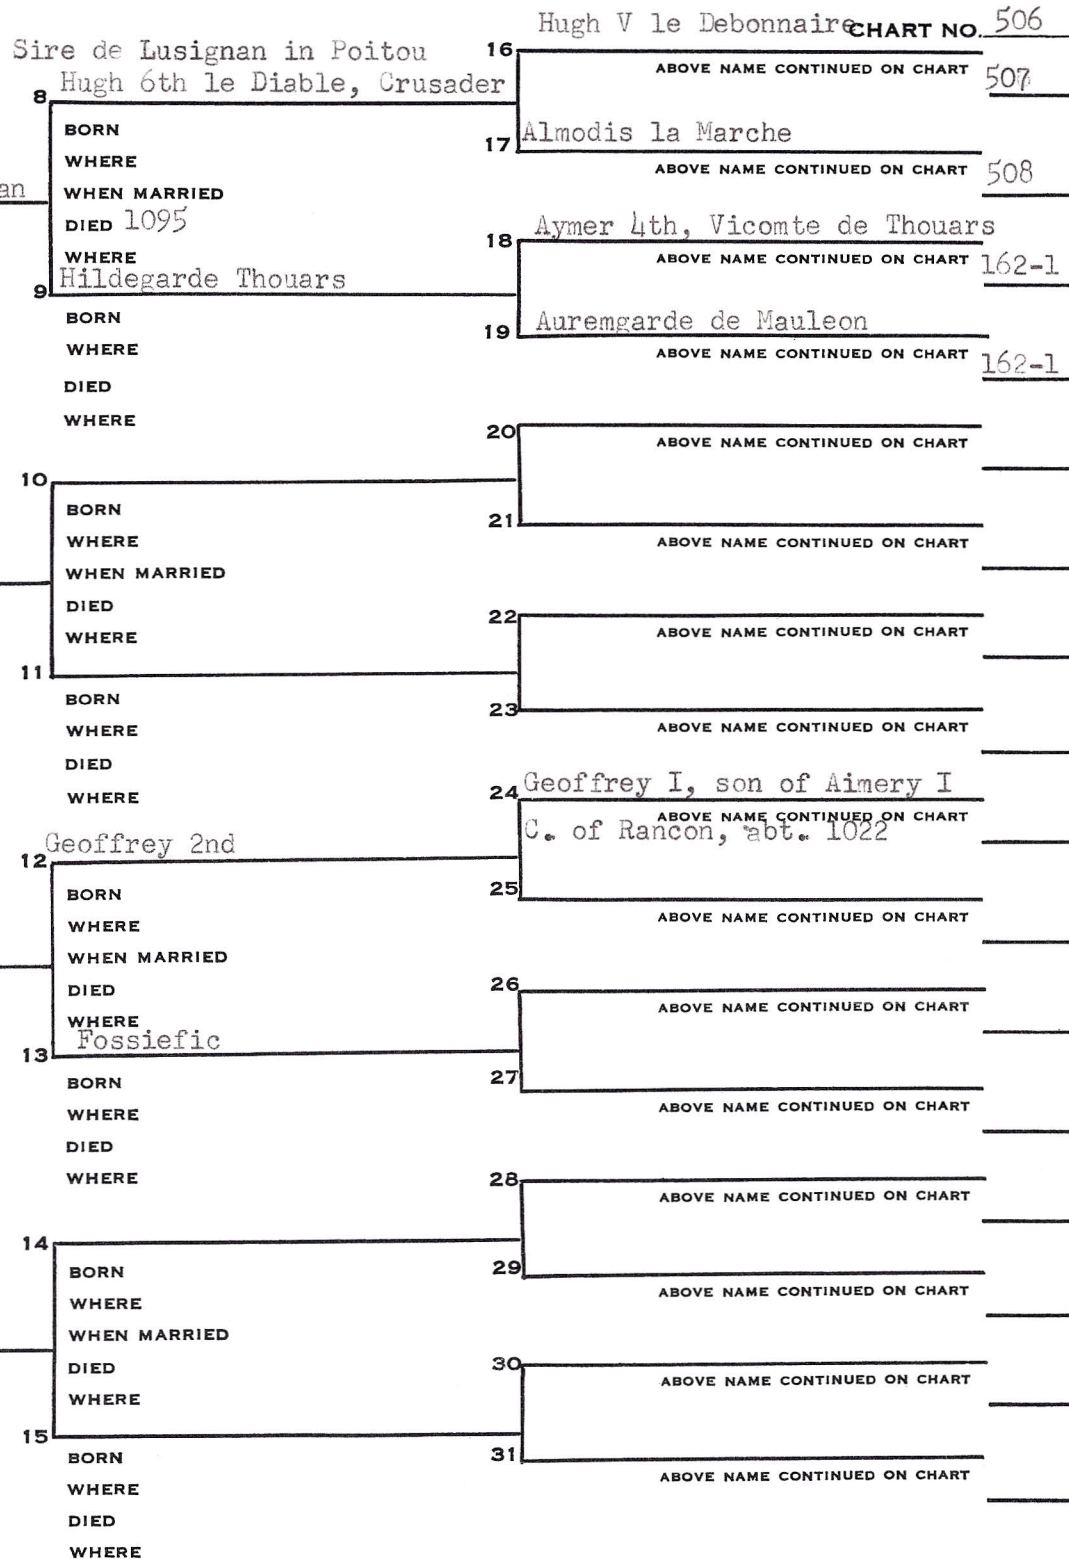 Hugh V le Debonnaire CHART NO. 506
Sire de Lusignan in Poitou
16
ABOVE NAME CONTINUED ON CHART 507
Hugh 6th le Diable, Crusader
8
BORN
WHERE
WHEN MARRIED
DIED 1095
WHERE
17 Almodis la Marche
ABOVE NAME CONTINUED ON CHART 508
an
18 Aymer 4th, Vicomte de Thouars
ABOVE NAME CONTINUED ON CHART 162-1
9 Hildegarde Thouars
BORN
WHERE
DIED
WHERE
19 Auremgarde de Mauleon
ABOVE NAME CONTINUED ON CHART 162-1
20
ABOVE NAME CONTINUED ON CHART
10
BORN
WHERE
WHEN MARRIED
DIED
WHERE
21
ABOVE NAME CONTINUED ON CHART
22
ABOVE NAME CONTINUED ON CHART
11
BORN
WHERE
DIED
WHERE
23
ABOVE NAME CONTINUED ON CHART
24 Geoffrey I, son of Aimery I
ABOVE NAME CONTINUED ON CHART
C. of Rancon, abt. 1022
12 Geoffrey 2nd
BORN
WHERE
WHEN MARRIED
DIED
WHERE
25
ABOVE NAME CONTINUED ON CHART
26
ABOVE NAME CONTINUED ON CHART
13 Fossiefic
BORN
WHERE
DIED
WHERE
27
ABOVE NAME CONTINUED ON CHART
28
ABOVE NAME CONTINUED ON CHART
14
BORN
WHERE
WHEN MARRIED
DIED
WHERE
29
ABOVE NAME CONTINUED ON CHART
30
ABOVE NAME CONTINUED ON CHART
15
BORN
WHERE
DIED
WHERE
31
ABOVE NAME CONTINUED ON CHART